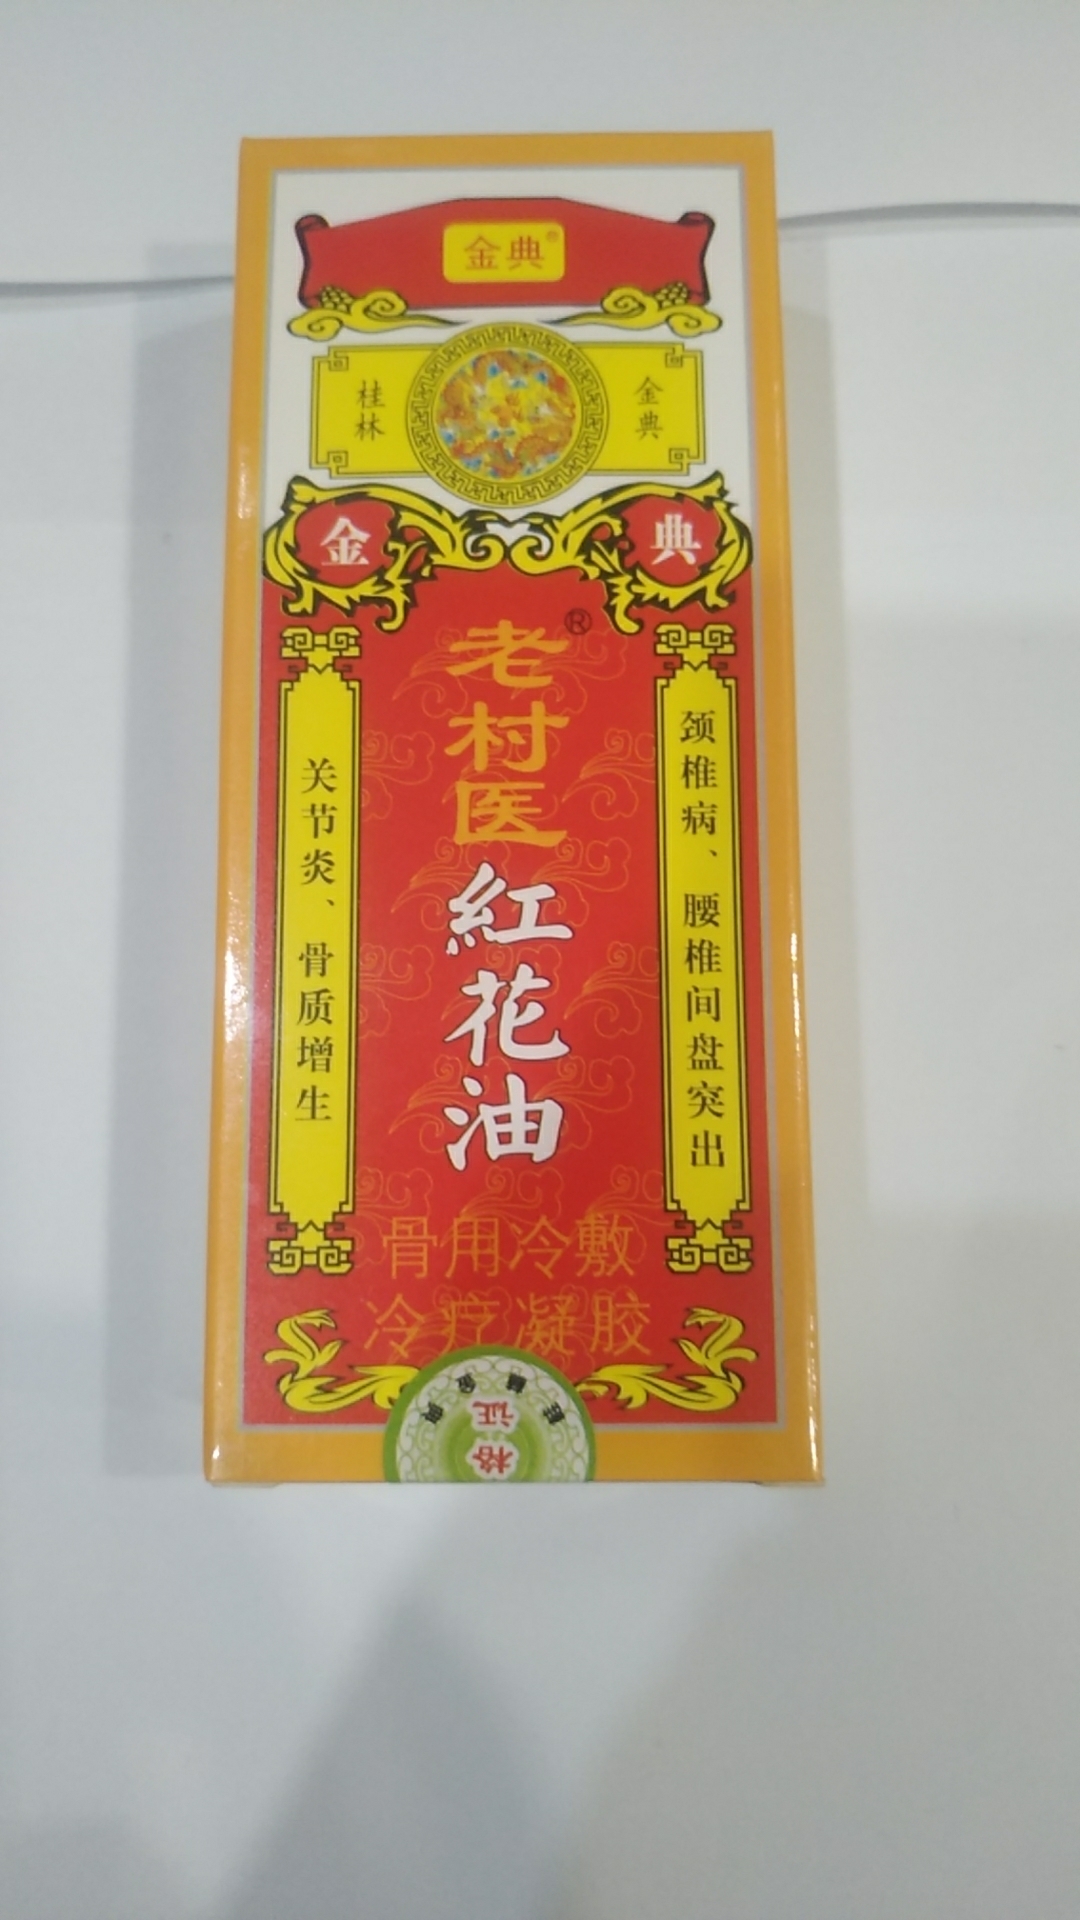 金典®
桂林
金典
金典
老村医®
紅花油
颈椎病、腰椎间盘突出
关节炎、骨质增生
骨用冷敷
冷疗凝胶
格证